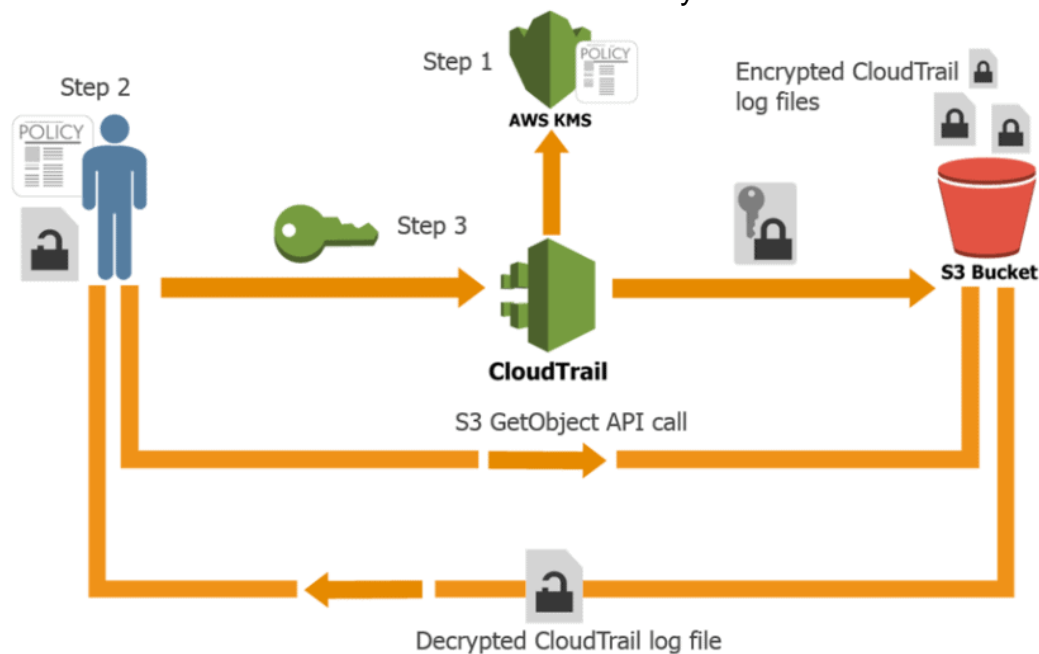 Step 1
POLICY
AWS KMS
Step 2
POLICY
Encrypted CloudTrail
log files
Step 3
S3 Bucket
CloudTrail
S3 GetObject API call
Decrypted CloudTrail log file